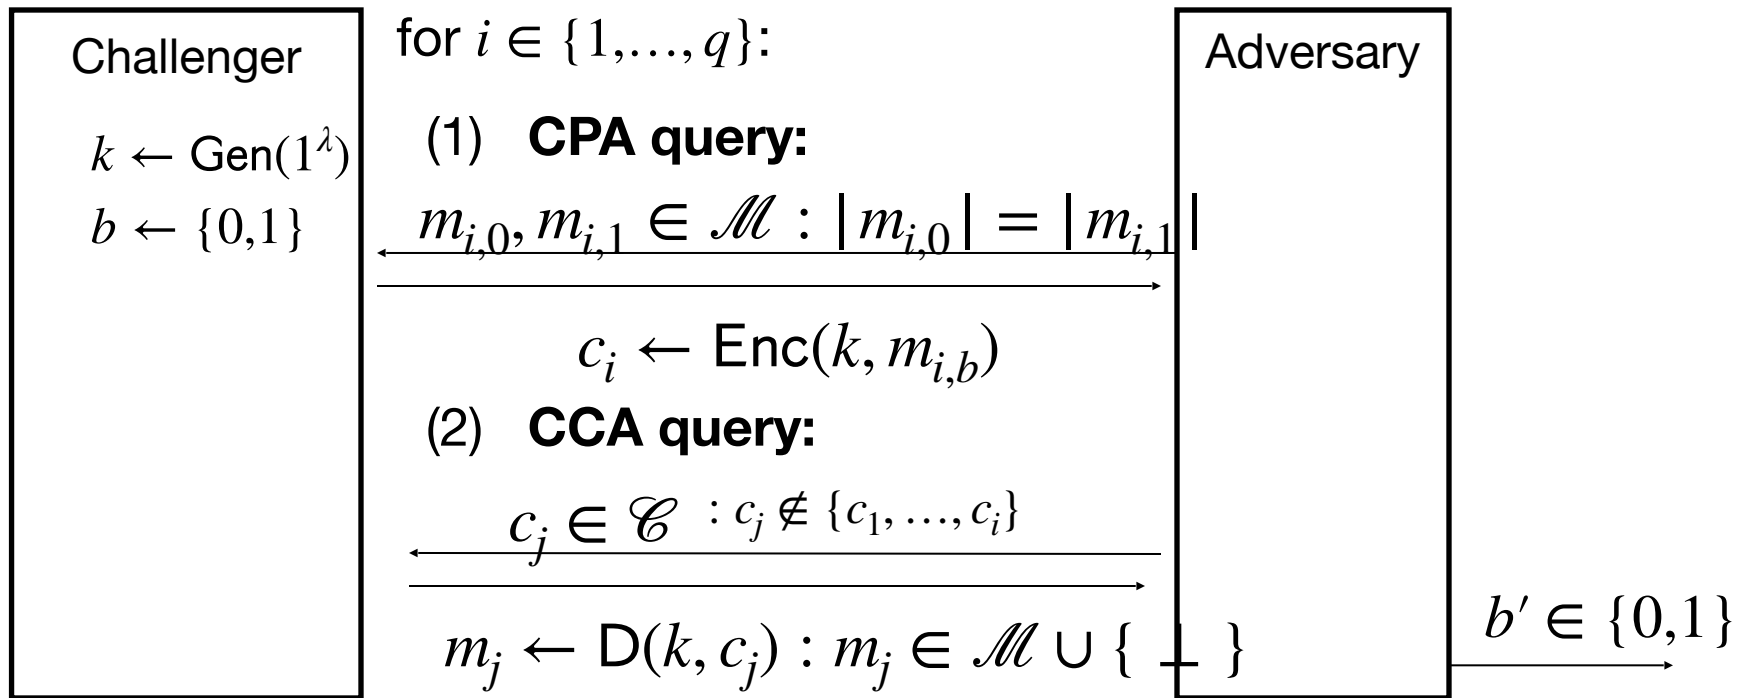 Challenger
k ← Gen(1^λ)
b ← {0,1}
for i ∈ {1,…, q}:
(1) CPA query:
m_{i,0}, m_{i,1} ∈ ℳ : |m_{i,0}| = |m_{i,1}|
c_i ← Enc(k, m_{i,b})
(2) CCA query:
c_j ∈ 𝒞 : c_j ∉ {c_1,…, c_i}
m_j ← D(k, c_j) : m_j ∈ ℳ ∪ { ⊥ }
Adversary
b′ ∈ {0,1}